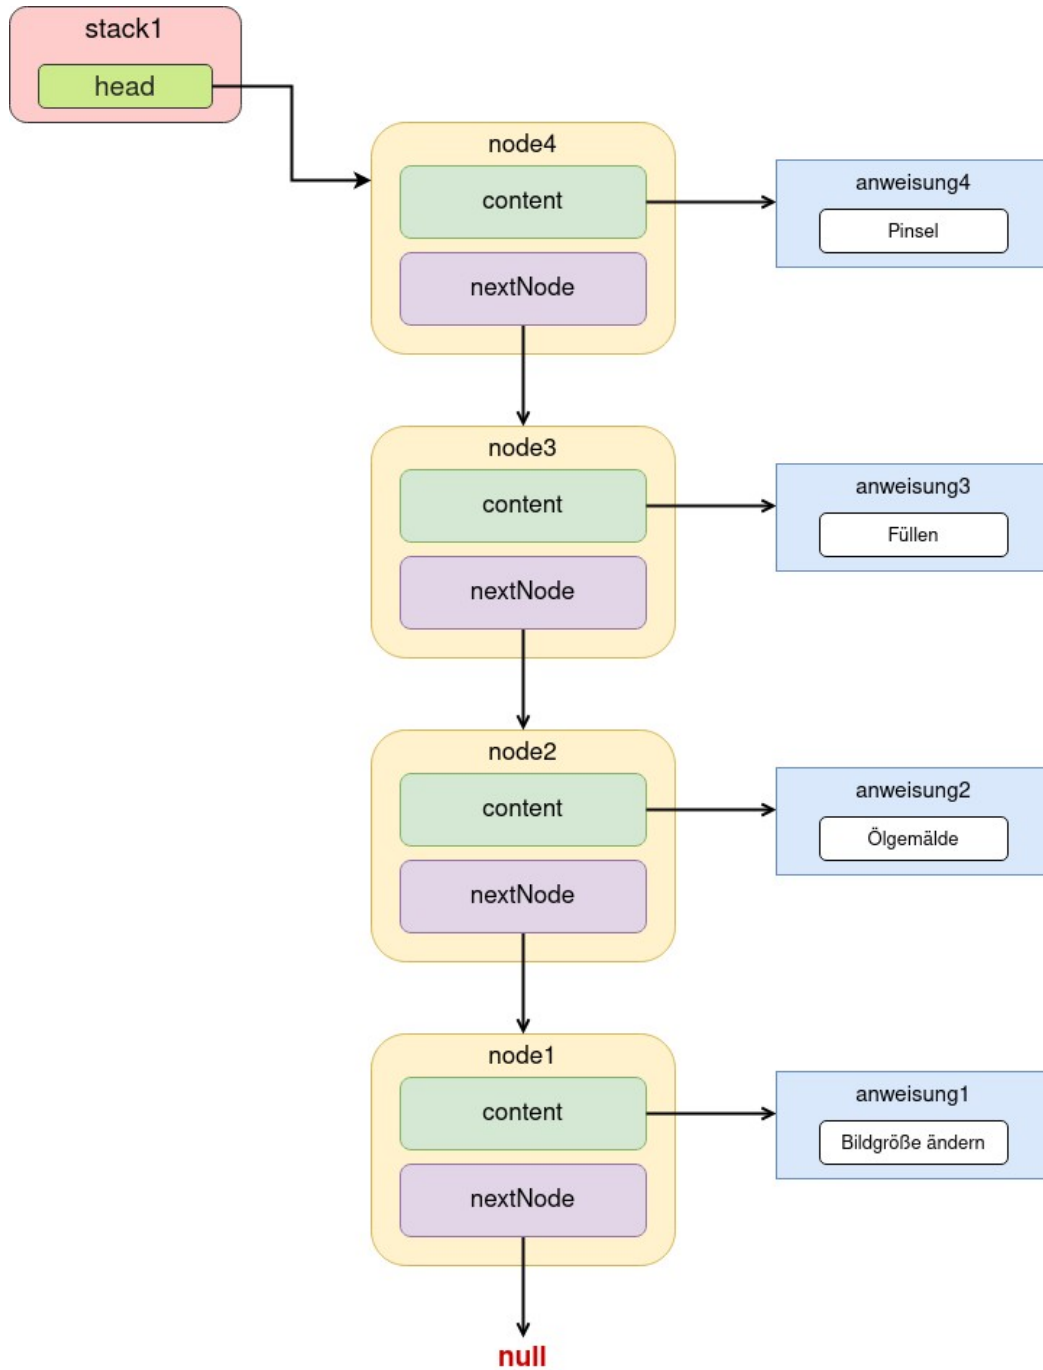 stack1
head
node4
content
nextNode
anweisung4
Pinsel
node3
content
nextNode
anweisung3
Füllen
node2
content
nextNode
anweisung2
Ölgemälde
node1
content
nextNode
anweisung1
Bildgröße ändern
null